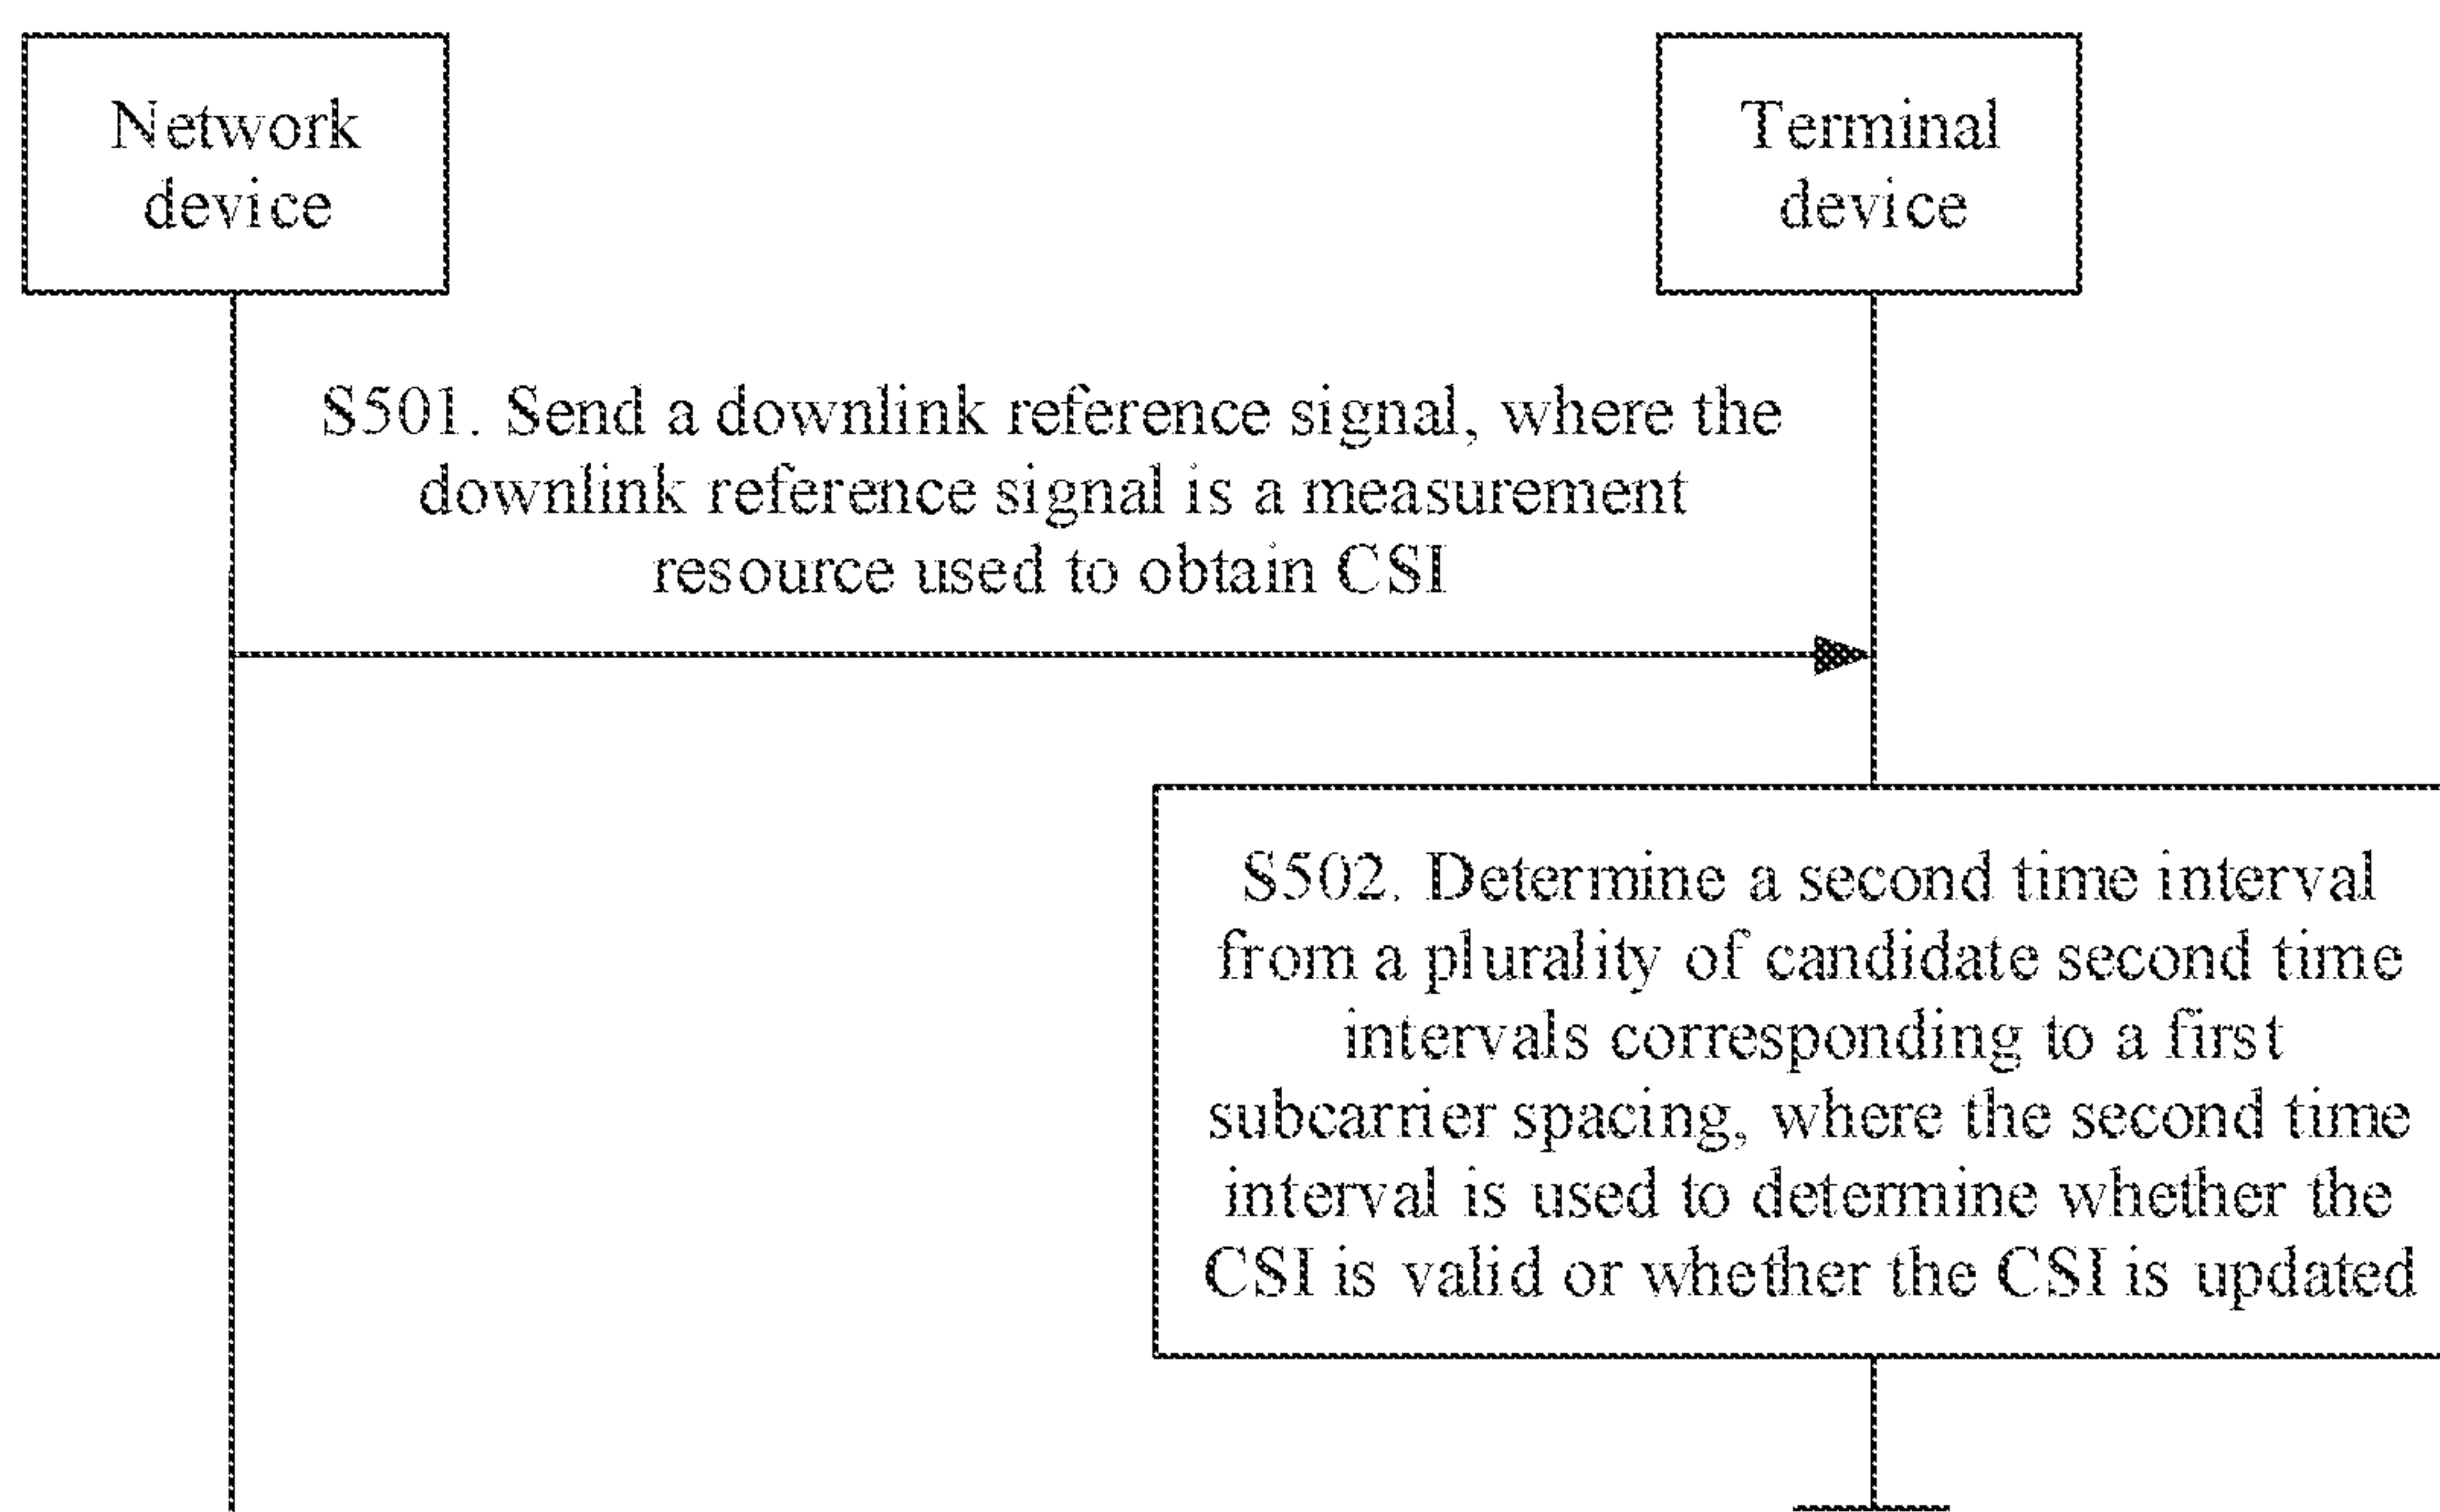 Network
device
Terminal
device
S501. Send a downlink reference signal, where the
downlink reference signal is a measurement
resource used to obtain CSI
S502. Determine a second time interval
from a plurality of candidate second time
intervals corresponding to a first
subcarrier spacing, where the second time
interval is used to determine whether the
CSI is valid or whether the CSI is updated